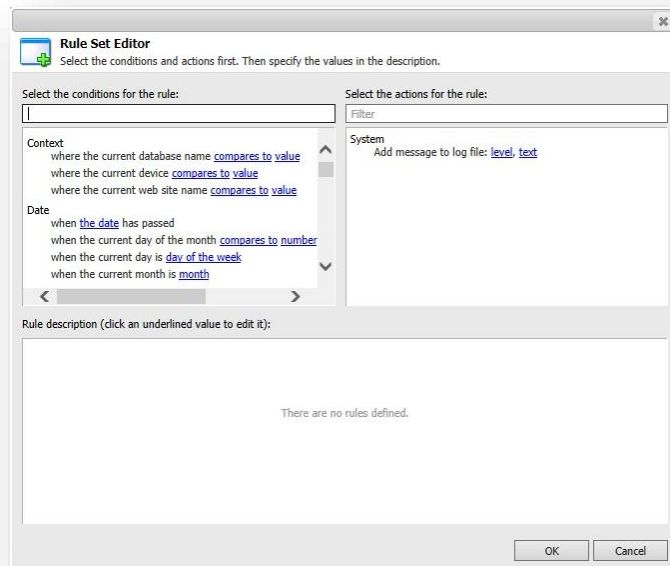 Rule Set Editor
Select the conditions and actions first. Then specify the values in the description.
Select the conditions for the rule:
Select the actions for the rule:
Filter
Context
where the current database name compares to value
where the current device compares to value
where the current web site name compares to value
Date
when the date has passed
when the current day of the month compares to number
when the current day is day of the week
when the current month is month
System
Add message to log file: level, text
Rule description (click an underlined value to edit it):
There are no rules defined.
OK
Cancel